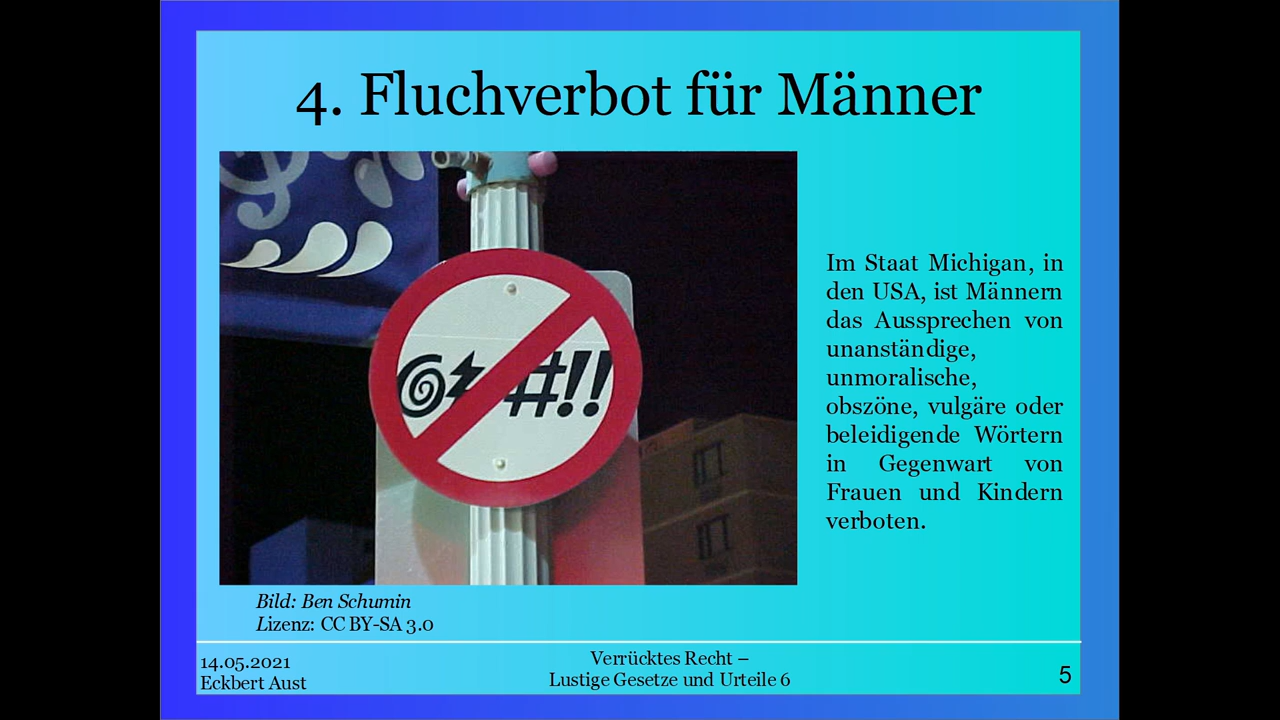 4. Fluchverbot für Männer
@ #!!
Im Staat Michigan, in
den USA, ist Männern
das Aussprechen von
unanständige,
unmoralische,
obszöne, vulgäre oder
beleidigende Wörtern
in Gegenwart von
Frauen und Kindern
verboten.
Bild: Ben Schumin
Lizenz: CC BY-SA 3.0
14.05.2021
Eckbert Aust
Verrücktes Recht –
Lustige Gesetze und Urteile 6
5